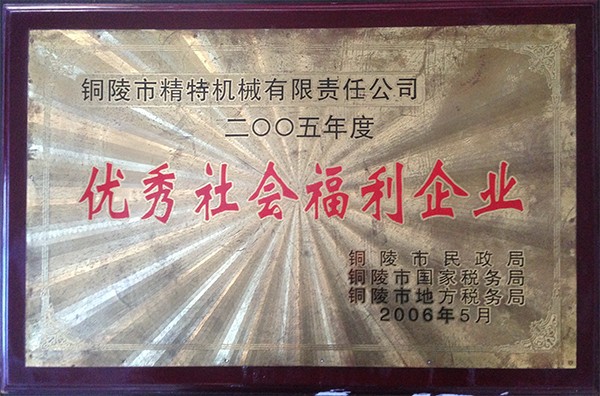 铜陵市精特机械有限责任公司
二〇〇五年度
优秀社会福利企业
铜陵市民政局
铜陵市国家税务局
铜陵市地方税务局
2006年5月